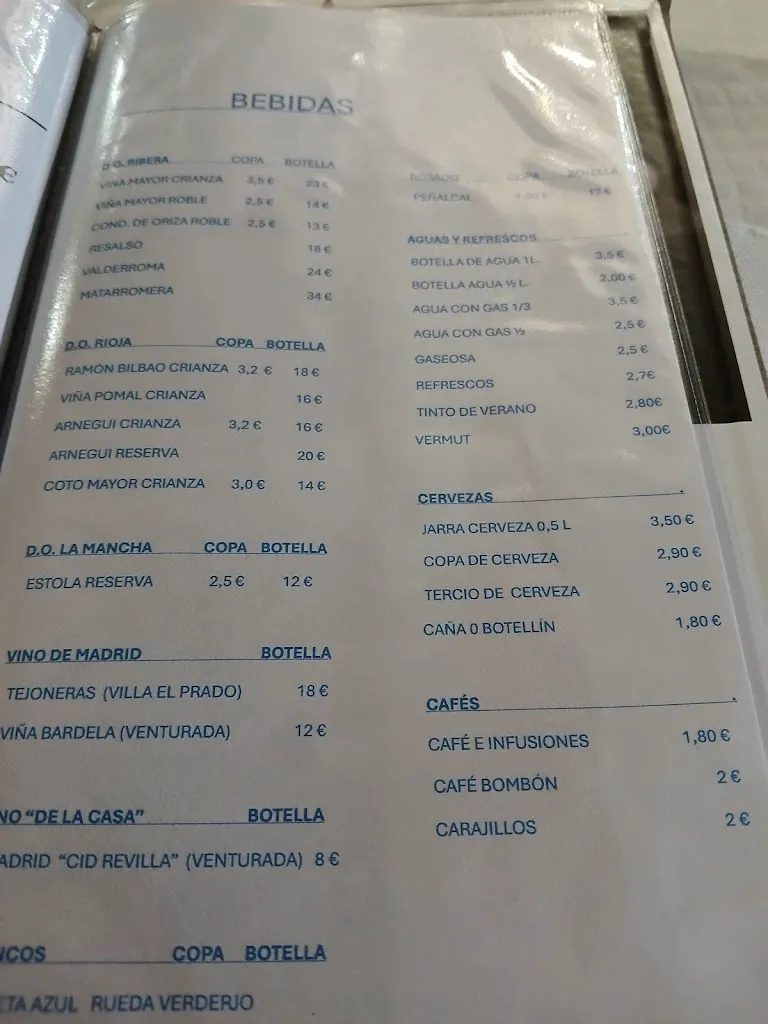 BEBIDAS
D.O. RIBERA COPA BOTELLA
VIÑA MAYOR CRIANZA 3,5 € 23 €
VIÑA MAYOR ROBLE 2,5 € 14 €
COND. DE ORIZA ROBLE 2,5 € 13 €
RESALSO 18 €
VALDERROMA 24 €
MATARROMERA 34 €
D.O. RIOJA COPA BOTELLA
RAMÓN BILBAO CRIANZA 3,2 € 18 €
VIÑA POMAL CRIANZA 16 €
ARNEGUI CRIANZA 3,2 € 16 €
ARNEGUI RESERVA 20 €
COTO MAYOR CRIANZA 3,0 € 14 €
D.O. LA MANCHA COPA BOTELLA
ESTOLA RESERVA 2,5 € 12 €
VINO DE MADRID BOTELLA
TEJONERAS (VILLA EL PRADO) 18 €
VIÑA BARDELA (VENTURADA) 12 €
NO "DE LA CASA" BOTELLA
ADRID "CID REVILLA" (VENTURADA) 8 €
NCOS COPA BOTELLA
ETA AZUL RUEDA VERDERJO
ROSADO COPA BOTELLA
PEÑALCAL 12 €
AGUAS Y REFRESCOS
BOTELLA DE AGUA 1L. 3,5 €
BOTELLA AGUA ½ L. 2,00 €
AGUA CON GAS 1/3 3,5 €
AGUA CON GAS ½ 2,5 €
GASEOSA 2,5 €
REFRESCOS 2,7€
TINTO DE VERANO 2,80€
VERMUT 3,00€
CERVEZAS .
JARRA CERVEZA 0,5 L 3,50 €
COPA DE CERVEZA 2,90 €
TERCIO DE CERVEZA 2,90 €
CAÑA 0 BOTELLÍN 1,80 €
CAFÉS .
CAFÉ E INFUSIONES 1,80 €
CAFÉ BOMBÓN 2 €
CARAJILLOS 2 €